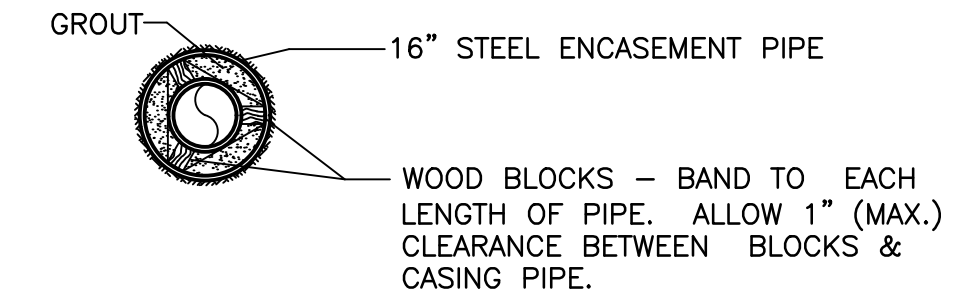 GROUT
16” STEEL ENCASEMENT PIPE
WOOD BLOCKS – BAND TO EACH
LENGTH OF PIPE. ALLOW 1” (MAX.)
CLEARANCE BETWEEN BLOCKS &
CASING PIPE.